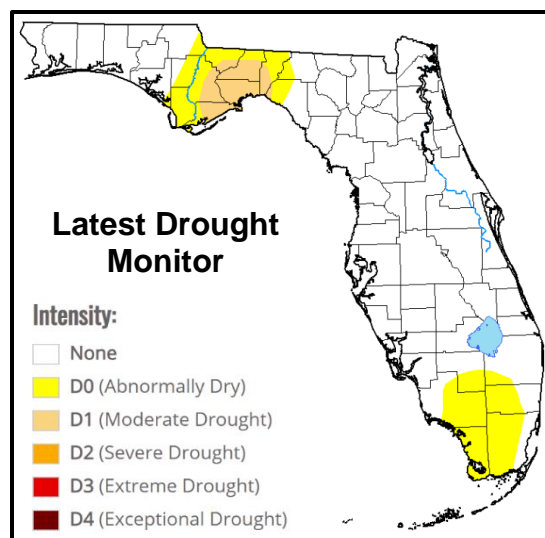 Latest Drought
Monitor
Intensity:
None
D0 (Abnormally Dry)
D1 (Moderate Drought)
D2 (Severe Drought)
D3 (Extreme Drought)
D4 (Exceptional Drought)